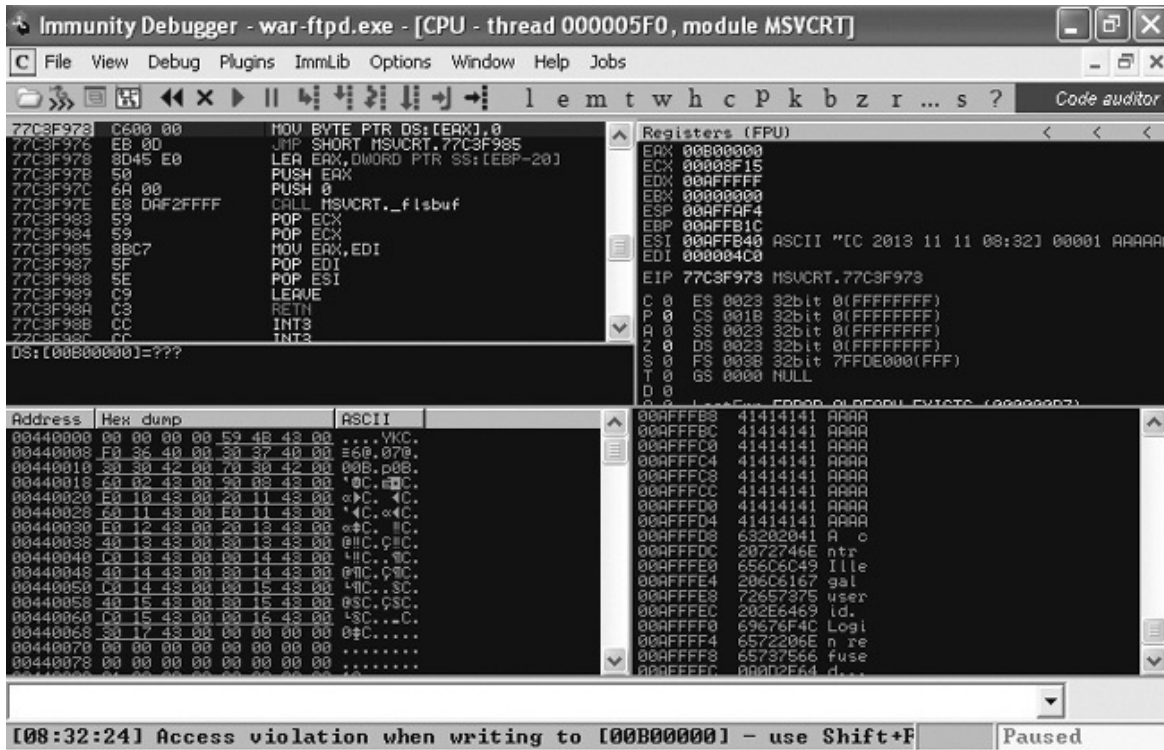 Immunity Debugger - war-ftpd.exe - [CPU - thread 000005F0, module MSVCRT]
C File View Debug Plugins ImmLib Options Window Help Jobs
l e m t w h c P k b z r ... s ? Code auditor
77C3F973 C600 00 MOV BYTE PTR DS:[EAX],0
77C3F976 EB 0D JMP SHORT MSVCRT.77C3F985
77C3F978 8D45 E0 LEA EAX,DWORD PTR SS:[EBP-20]
77C3F97B 50 PUSH EAX
77C3F97C 6A 00 PUSH 0
77C3F97E E8 DAF2FFFF CALL MSVCRT._flsbuf
77C3F983 59 POP ECX
77C3F984 59 POP ECX
77C3F985 8BC7 MOV EAX,EDI
77C3F987 5F POP EDI
77C3F988 5E POP ESI
77C3F989 C9 LEAVE
77C3F98A C3 RETN
77C3F98B CC INT3
77C3F98C CC INT3
DS:[00B00000]=???
Registers (FPU) < < <
EAX 00B00000
ECX 00008F15
EDX 00AFFFFF
EBX 00000000
ESP 00AFFAF4
EBP 00AFFB1C
ESI 00AFFB40 ASCII "[C 2013 11 11 08:32] 00001 AAAAA
EDI 000004C0
EIP 77C3F973 MSVCRT.77C3F973
C 0 ES 0023 32bit 0(FFFFFFFF)
P 0 CS 001B 32bit 0(FFFFFFFF)
A 0 SS 0023 32bit 0(FFFFFFFF)
Z 0 DS 0023 32bit 0(FFFFFFFF)
S 0 FS 003B 32bit 7FFDE000(FFF)
T 0 GS 0000 NULL
D 0
O 0 LastErr ERROR_ALREADY_EXISTS (000000B7)
Address Hex dump ASCII
00440000 00 00 00 00 59 4B 43 00 ....YKC.
00440008 F0 36 40 00 30 37 40 00 ≡6@.07@.
00440010 30 30 42 00 70 30 42 00 00B.p0B.
00440018 60 02 43 00 90 08 43 00
00440020 E0 10 43 00 20 11 43 00
00440028 60 11 43 00 E0 11 43 00
00440030 E0 12 43 00 20 13 43 00
00440038 40 13 43 00 80 13 43 00 @‼C.Ç‼C.
00440040 C0 13 43 00 00 14 43 00
00440048 40 14 43 00 80 14 43 00 @¶C.Ç¶C.
00440050 C0 14 43 00 00 15 43 00 └¶C..§C.
00440058 40 15 43 00 80 15 43 00 @§C.Ç§C.
00440060 C0 15 43 00 00 16 43 00 └§C..▬C.
00440068 30 17 43 00 00 00 00 00 0↨C.....
00440070 00 00 00 00 00 00 00 00 ........
00440078 00 00 00 00 00 00 00 00 ........
00AFFFB8 41414141 AAAA
00AFFFBC 41414141 AAAA
00AFFFC0 41414141 AAAA
00AFFFC4 41414141 AAAA
00AFFFC8 41414141 AAAA
00AFFFCC 41414141 AAAA
00AFFFD0 41414141 AAAA
00AFFFD4 41414141 AAAA
00AFFFD8 63202041 A c
00AFFFDC 2072746E ntr
00AFFFE0 656C6C49 Ille
00AFFFE4 206C6167 gal
00AFFFE8 72657375 user
00AFFFEC 202E6469 id.
00AFFFF0 69676F4C Logi
00AFFFF4 6572206E n re
00AFFFF8 65737566 fuse
00AFFFFC 0A0D2E64 d...
[08:32:24] Access violation when writing to [00B00000] - use Shift+F
Paused